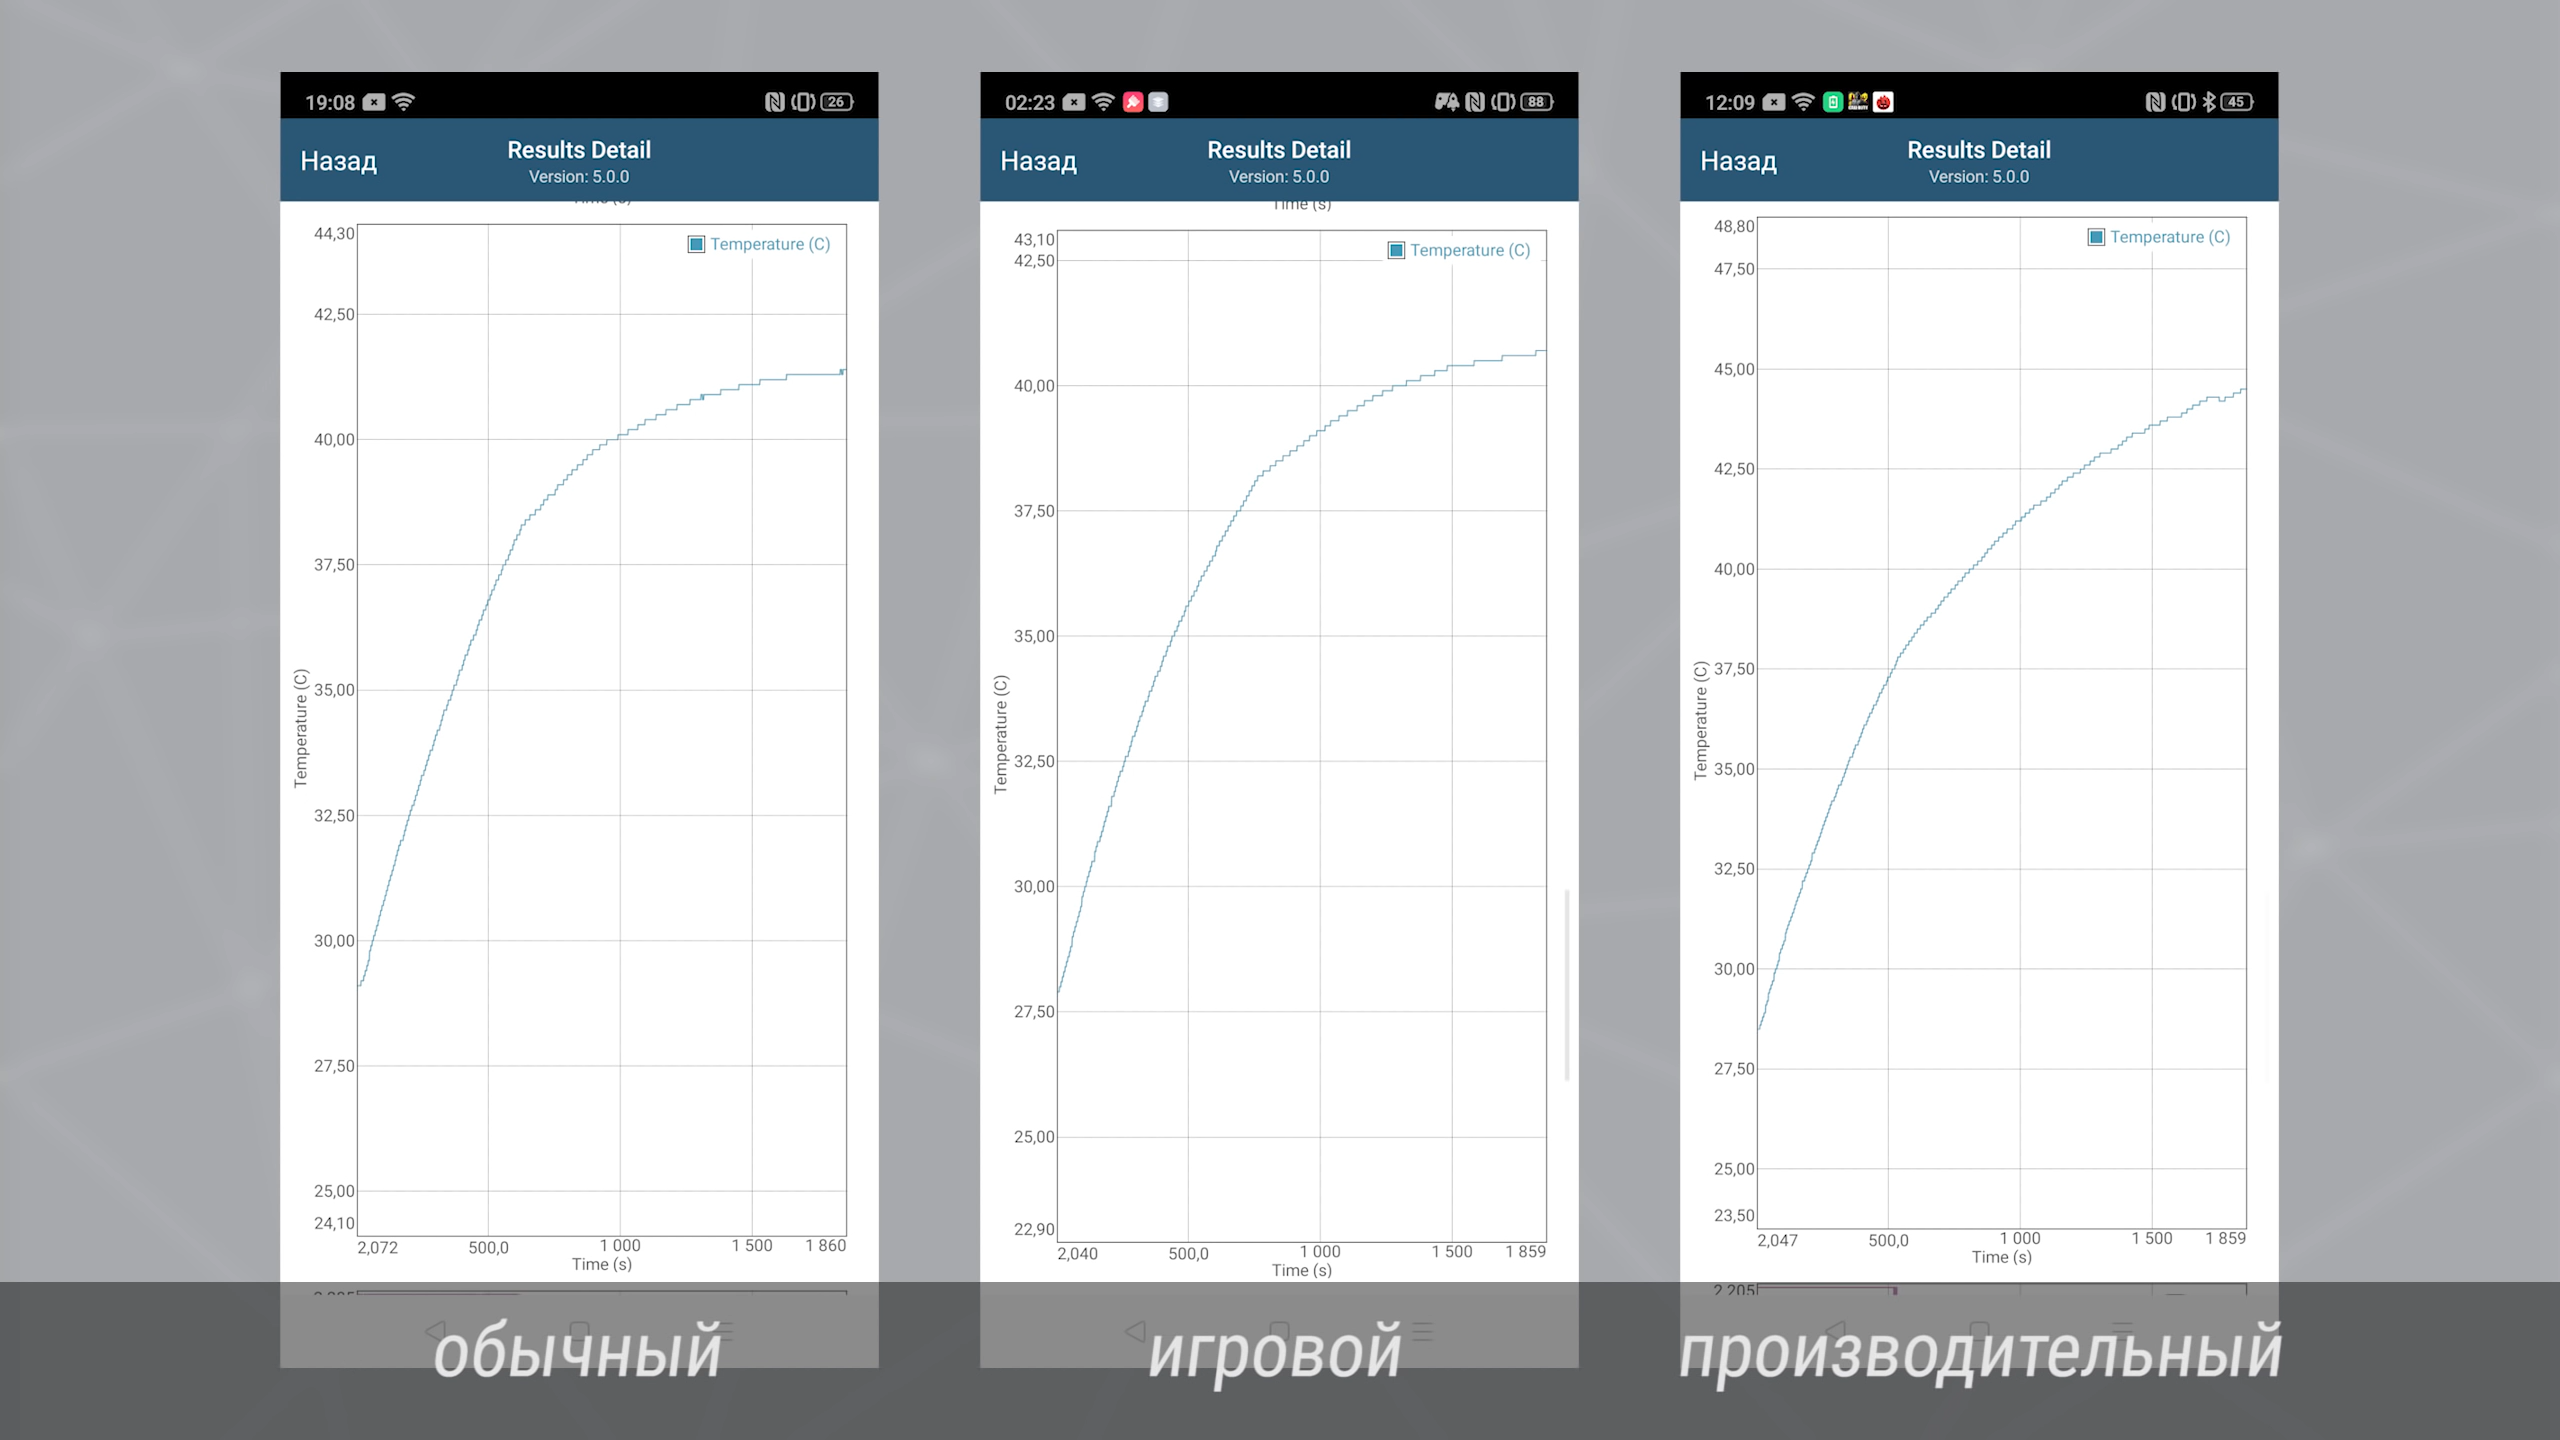 19:08
26
Назад
Results Detail
Version: 5.0.0
Time (s)
Temperature (C)
44,30
42,50
40,00
37,50
35,00
32,50
30,00
27,50
25,00
24,10
Temperature (C)
2,072
500,0
1 000
1 500
1 860
Time (s)
обычный
02:23
88
Назад
Results Detail
Version: 5.0.0
Time (s)
Temperature (C)
43,10
42,50
40,00
37,50
35,00
32,50
30,00
27,50
25,00
22,90
Temperature (C)
2,040
500,0
1 000
1 500
1 859
Time (s)
игровой
12:09
45
Назад
Results Detail
Version: 5.0.0
Temperature (C)
48,80
47,50
45,00
42,50
40,00
37,50
35,00
32,50
30,00
27,50
25,00
23,50
Temperature (C)
2,047
500,0
1 000
1 500
1 859
Time (s)
2 205
производительный